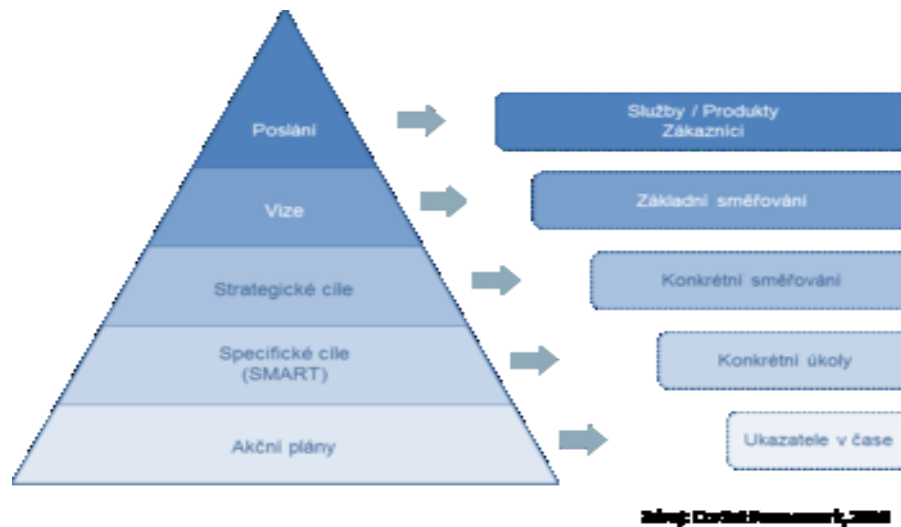 Poslání
Služby / Produkty
Zákazníci
Vize
Základní směřování
Strategické cíle
Konkrétní směřování
Specifické cíle
(SMART)
Konkrétní úkoly
Akční plány
Ukazatele v čase
Zdroj: